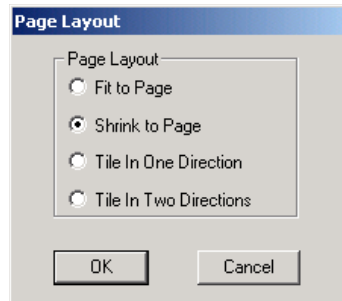 Page Layout
Page Layout
Fit to Page
Shrink to Page
Tile In One Direction
Tile In Two Directions
OK Cancel